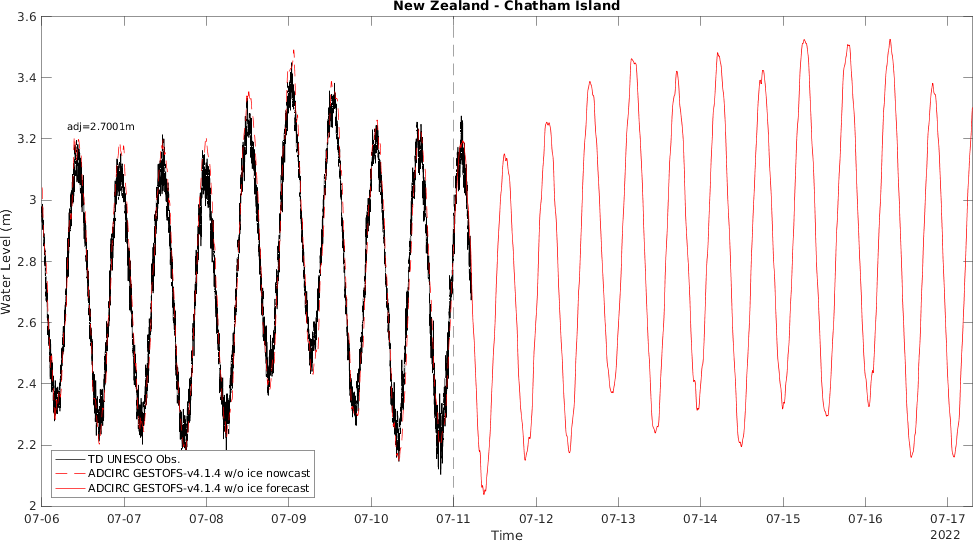 New Zealand - Chatham Island
3.6
3.4
3.2
3
2.8
2.6
2.4
2.2
2
Water Level (m)
adj=2.7001m
TD UNESCO Obs.
ADCIRC GESTOFS-v4.1.4 w/o ice nowcast
ADCIRC GESTOFS-v4.1.4 w/o ice forecast
07-06 07-07 07-08 07-09 07-10 07-11 07-12 07-13 07-14 07-15 07-16 07-17
Time
2022